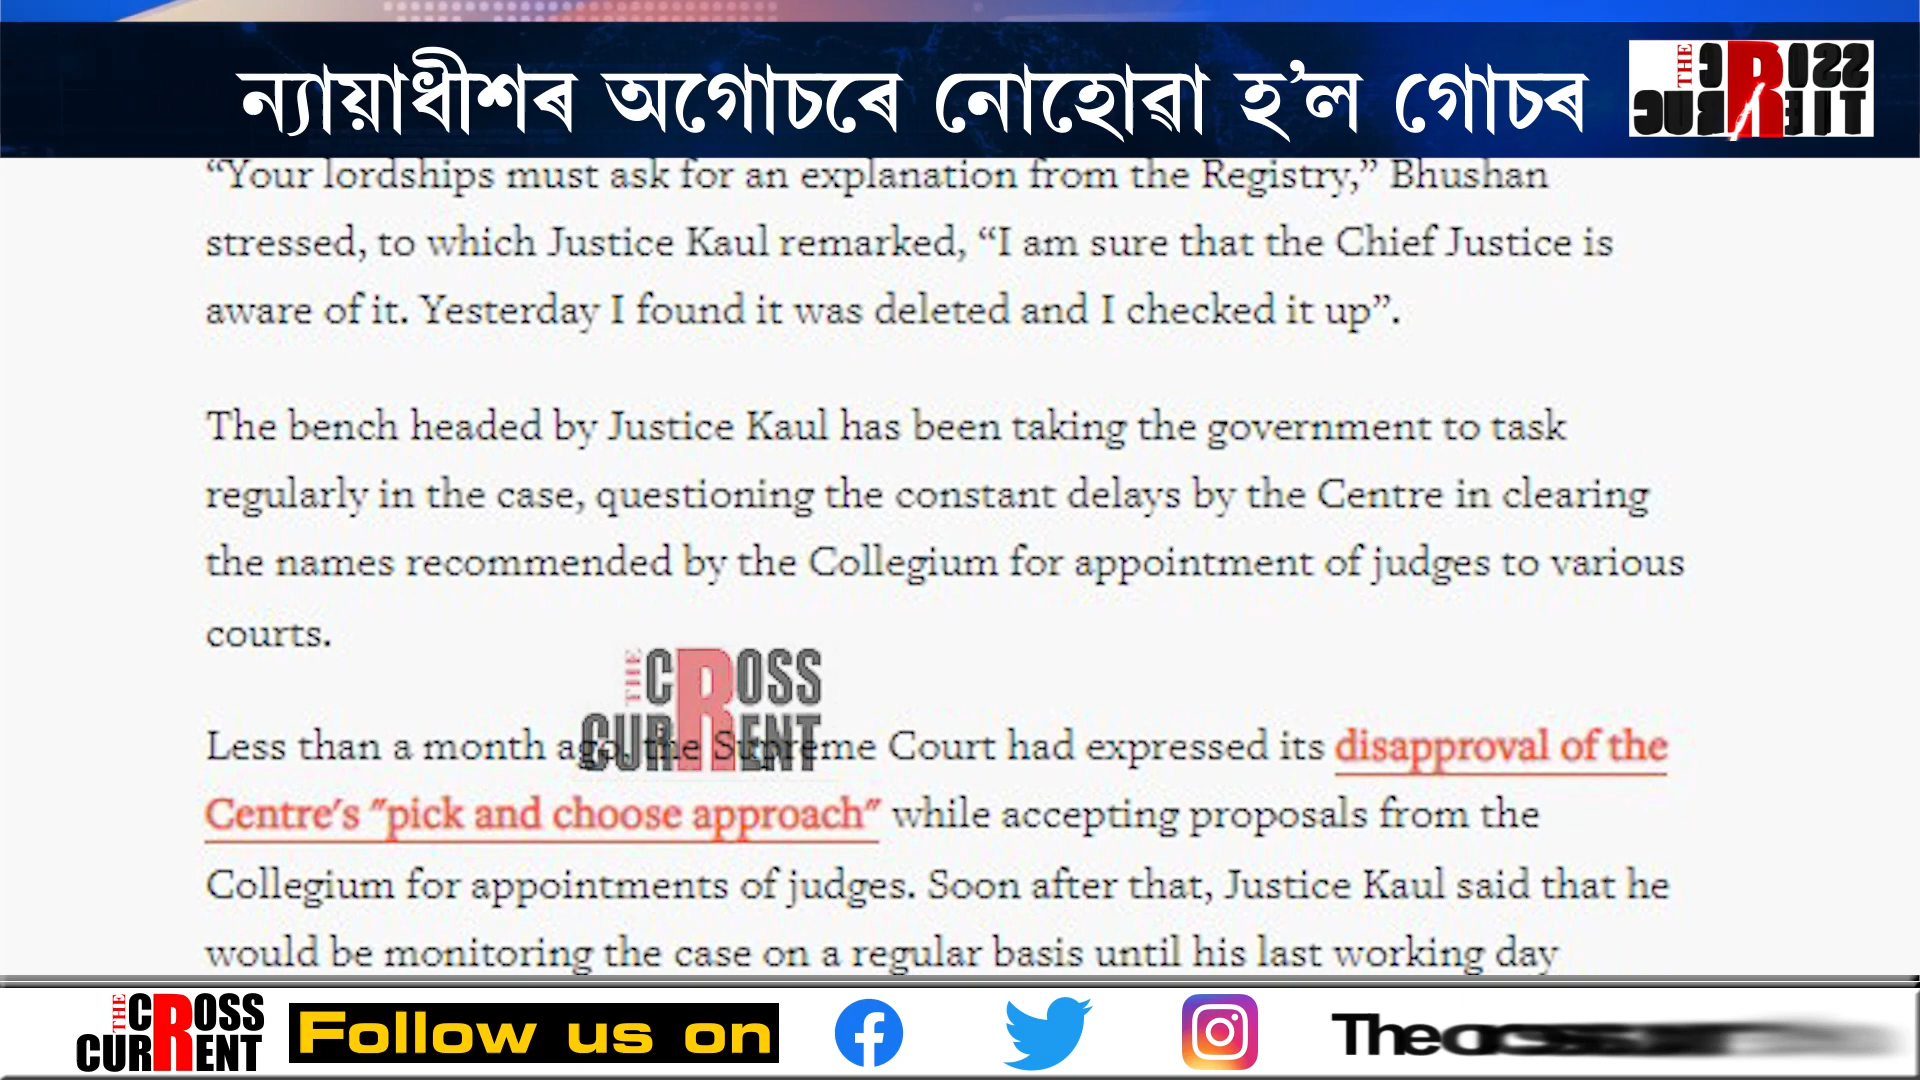 ন্যায়াধীশৰ অগোচৰে নোহোৱা হ’ল গোচৰ
THE CROSS CURRENT
“Your lordships must ask for an explanation from the Registry,” Bhushan
stressed, to which Justice Kaul remarked, “I am sure that the Chief Justice is
aware of it. Yesterday I found it was deleted and I checked it up”.
The bench headed by Justice Kaul has been taking the government to task
regularly in the case, questioning the constant delays by the Centre in clearing
the names recommended by the Collegium for appointment of judges to various
courts.
THE CROSS
CURRENT
Less than a month ago, the Supreme Court had expressed its disapproval of the
Centre's "pick and choose approach" while accepting proposals from the
Collegium for appointments of judges. Soon after that, Justice Kaul said that he
would be monitoring the case on a regular basis until his last working day
THE CROSS
CURRENT
Follow us on
The